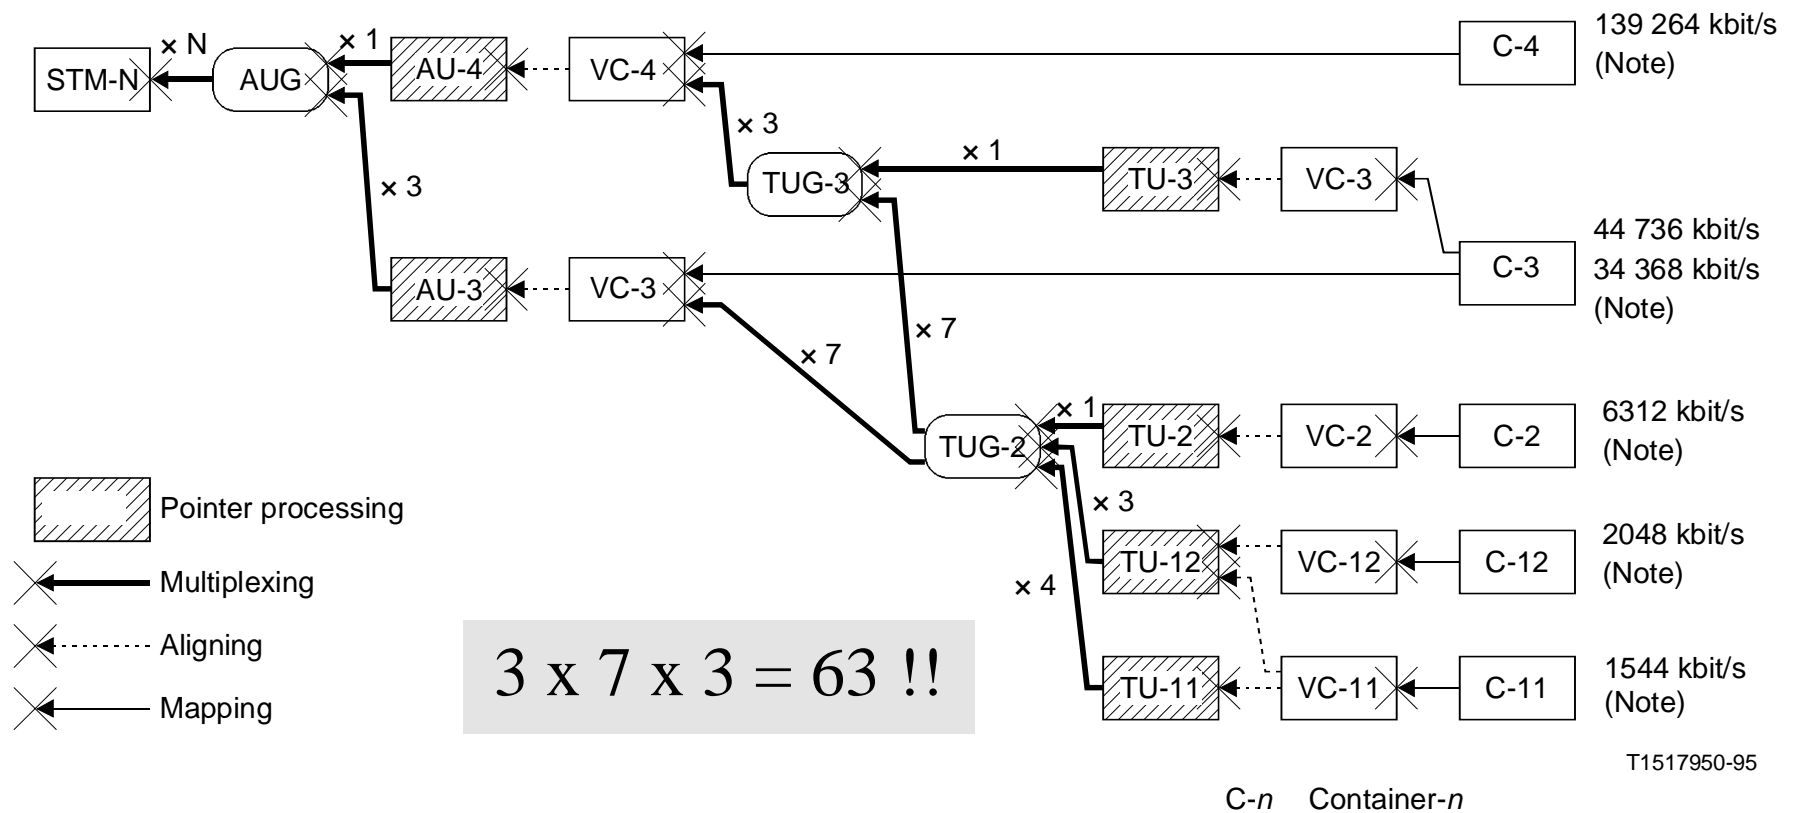 139 264 kbit/s
(Note)
× N
× 1
STM-N
AUG
AU-4
VC-4
C-4
× 3
× 1
TUG-3
TU-3
VC-3
× 3
44 736 kbit/s
34 368 kbit/s
(Note)
AU-3
VC-3
C-3
× 7
× 7
× 1
6312 kbit/s
(Note)
TUG-2
TU-2
VC-2
C-2
× 3
Pointer processing
2048 kbit/s
(Note)
TU-12
VC-12
C-12
× 4
Multiplexing
Aligning
3 x 7 x 3 = 63 !!
1544 kbit/s
(Note)
TU-11
VC-11
C-11
Mapping
T1517950-95
C-n Container-n